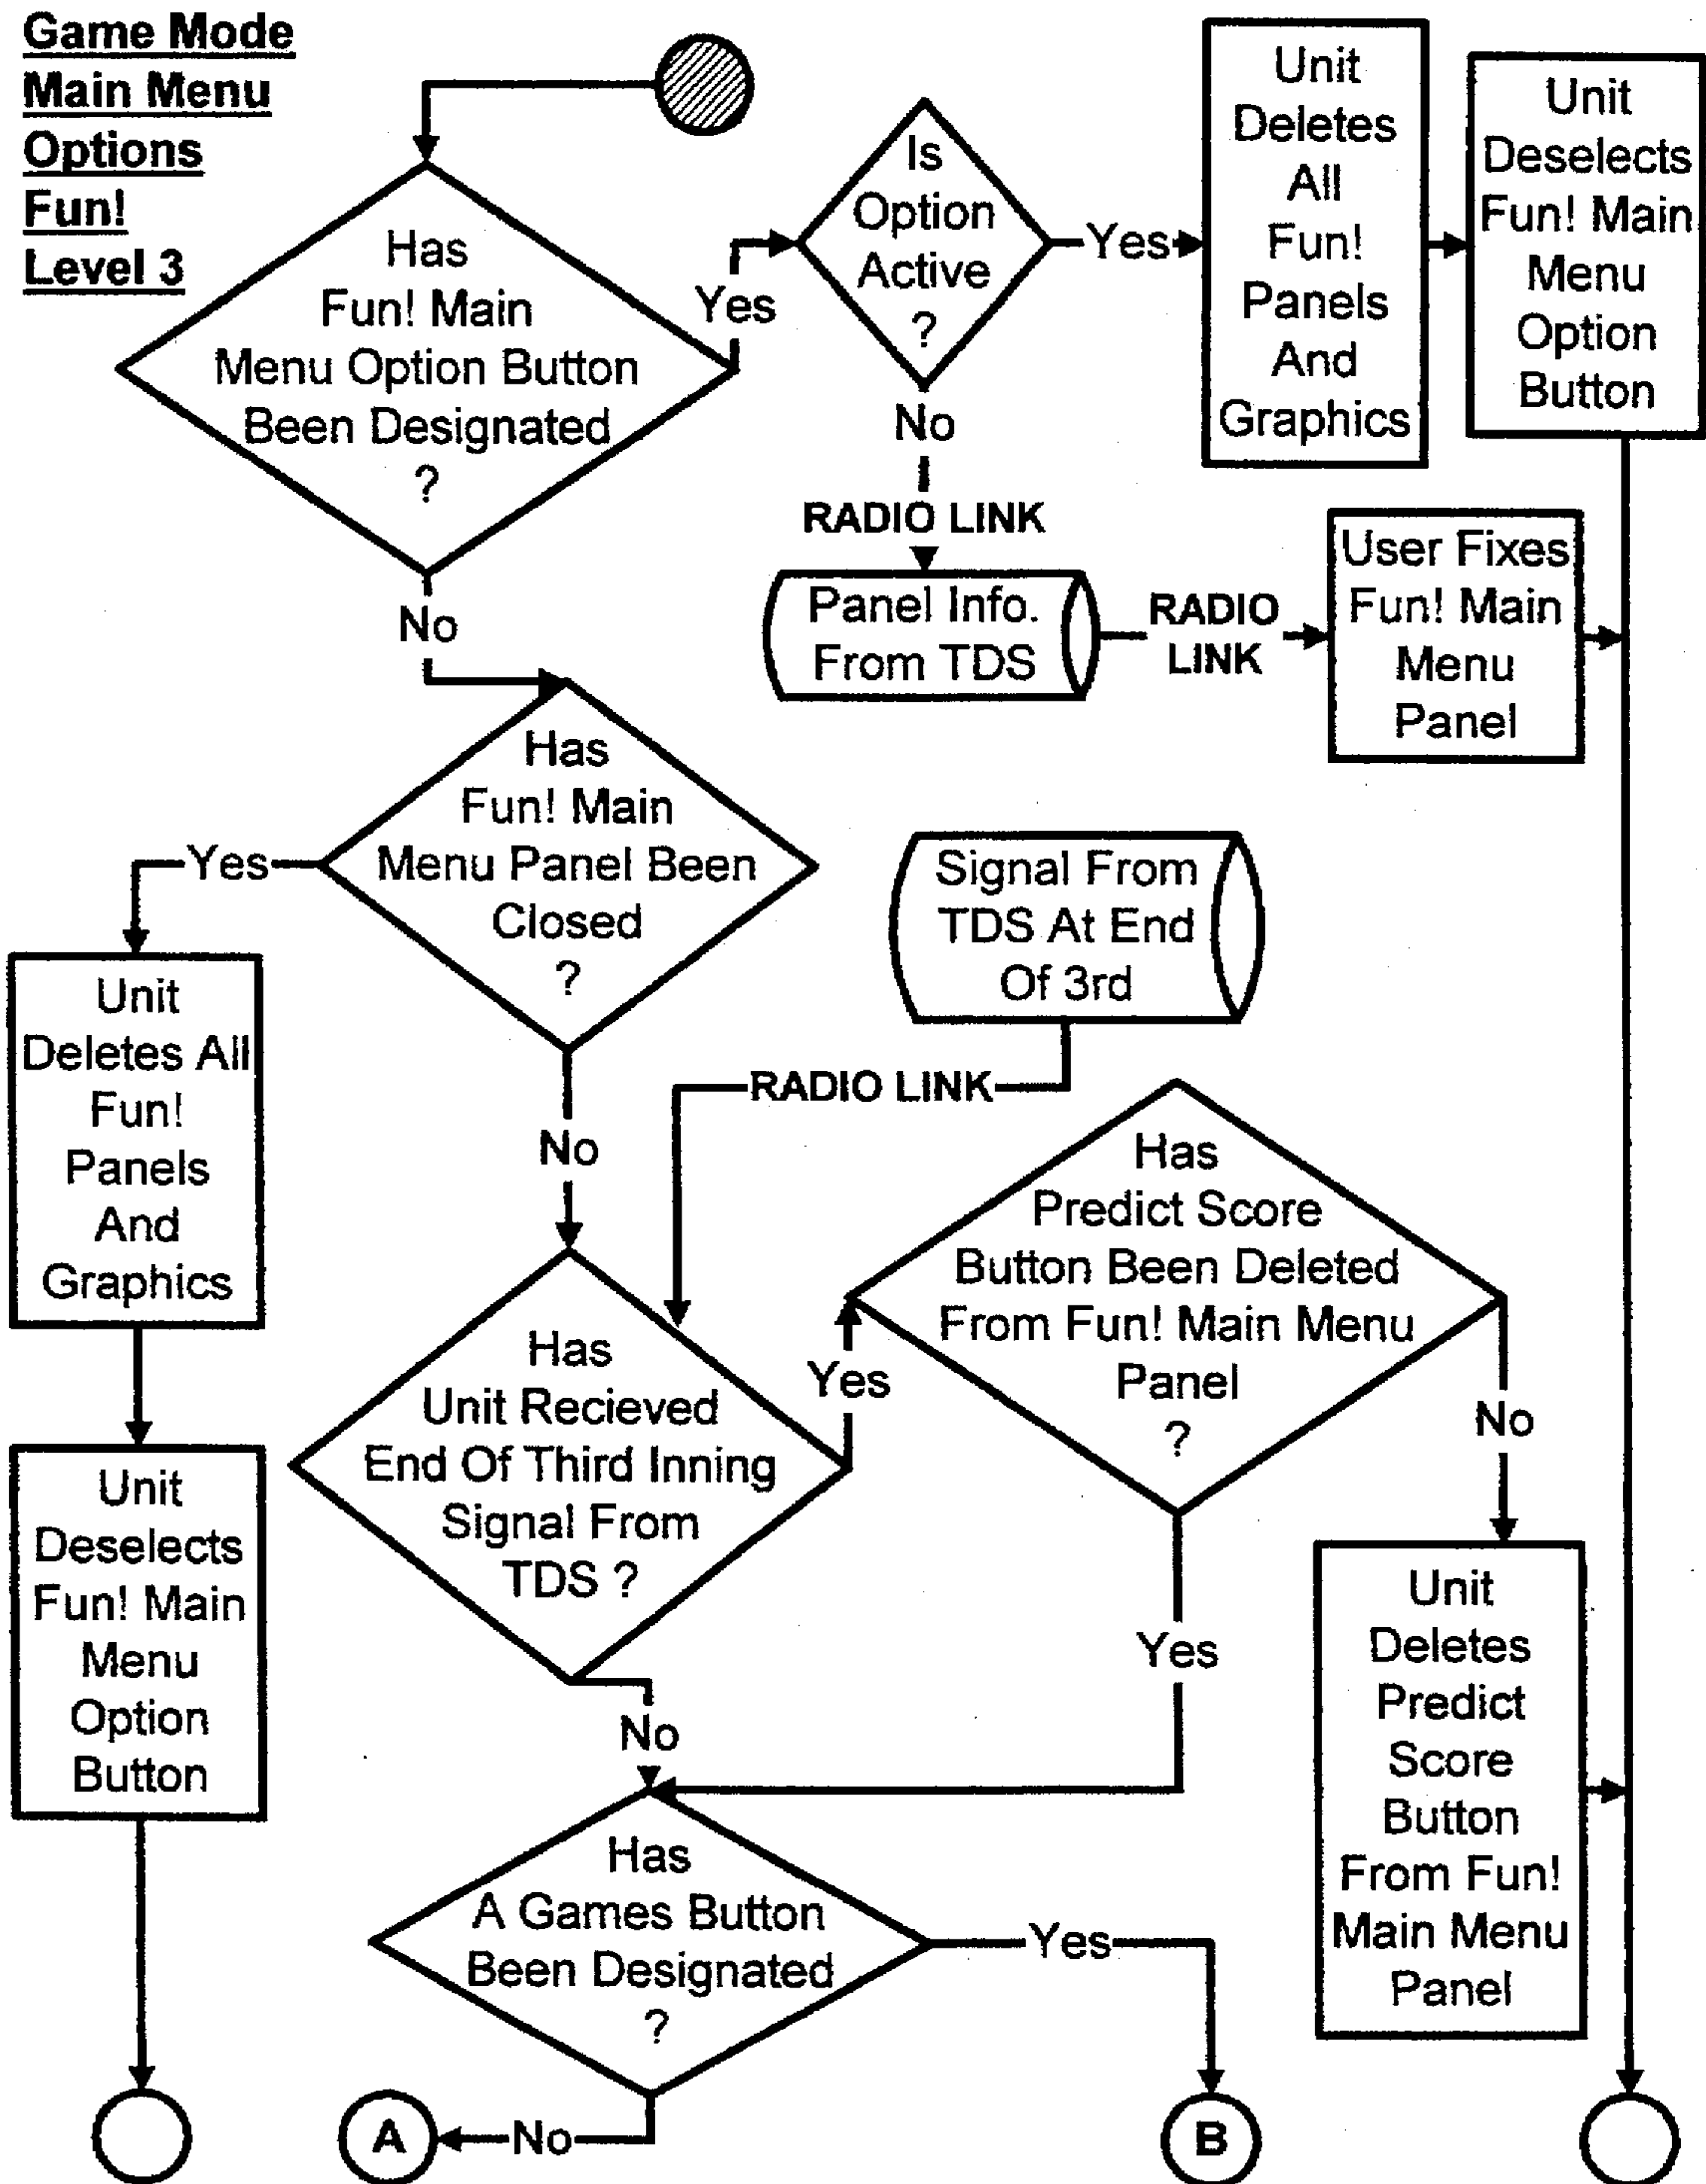 Game Mode
Main Menu
Options
Fun!
Level 3
Has
Fun! Main
Menu Option Button
Been Designated
?
Yes
Is
Option
Active
?
Yes
Unit
Deletes
All
Fun!
Panels
And
Graphics
Unit
Deselects
Fun! Main
Menu
Option
Button
No
RADIO LINK
Panel Info.
From TDS
RADIO
LINK
User Fixes
Fun! Main
Menu
Panel
No
Has
Fun! Main
Menu Panel Been
Closed
?
Yes
Unit
Deletes All
Fun!
Panels
And
Graphics
Unit
Deselects
Fun! Main
Menu
Option
Button
No
Signal From
TDS At End
Of 3rd
RADIO LINK
Has
Unit Recieved
End Of Third Inning
Signal From
TDS ?
Yes
Has
Predict Score
Button Been Deleted
From Fun! Main Menu
Panel
?
No
Unit
Deletes
Predict
Score
Button
From Fun!
Main Menu
Panel
Yes
No
Has
A Games Button
Been Designated
?
Yes
B
No
A